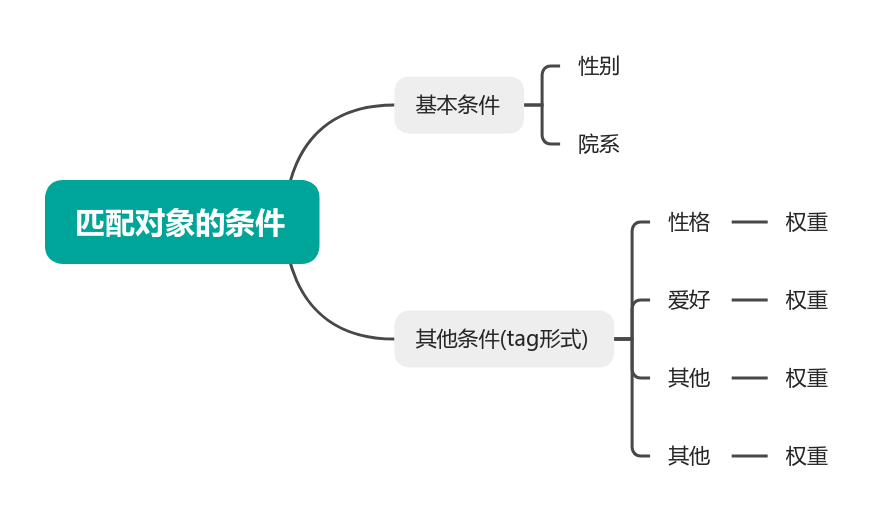 匹配对象的条件
基本条件
性别
院系
其他条件(tag形式)
性格
权重
爱好
权重
其他
权重
其他
权重